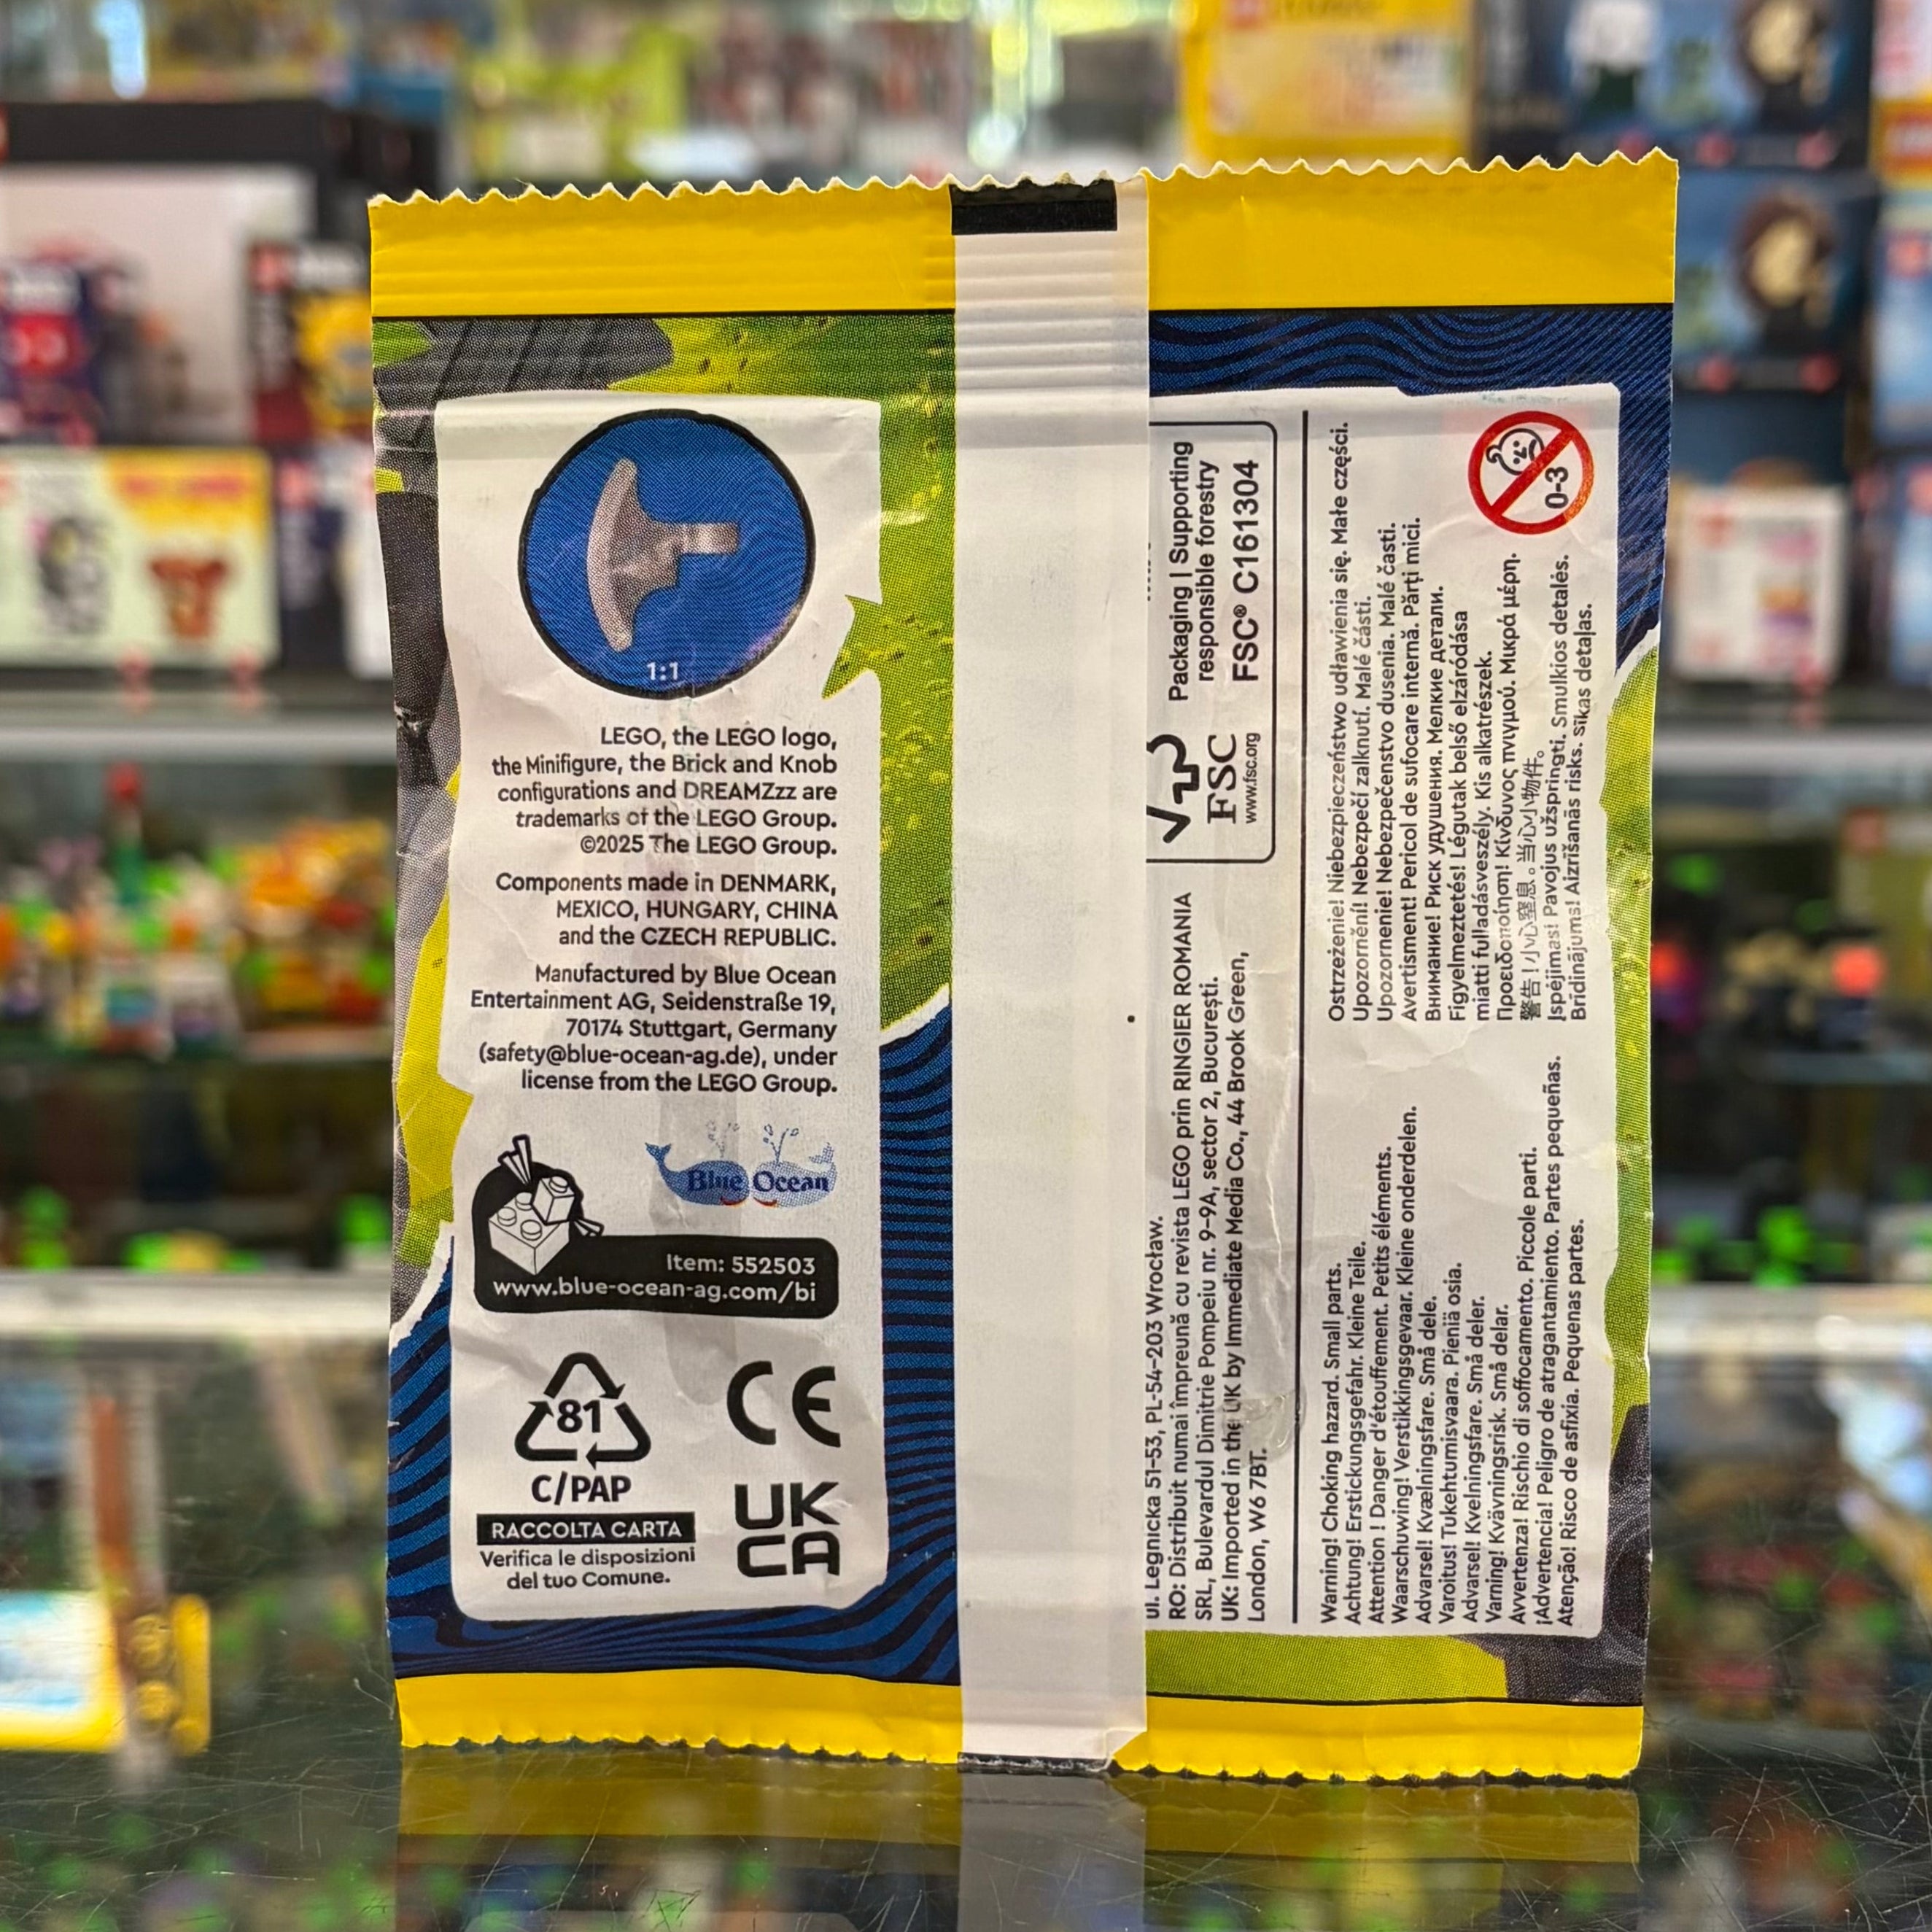 1:1
LEGO, the LEGO logo,
the Minifigure, the Brick and Knob
configurations and DREAMZzz are
trademarks of the LEGO Group.
©2025 The LEGO Group.
Components made in DENMARK,
MEXICO, HUNGARY, CHINA
and the CZECH REPUBLIC.
Manufactured by Blue Ocean
Entertainment AG, Seidenstraße 19,
70174 Stuttgart, Germany
(safety@blue-ocean-ag.de), under
license from the LEGO Group.
Blue Ocean
Item: 552503
www.blue-ocean-ag.com/bi
81
C/PAP
RACCOLTA CARTA
Verifica le disposizioni
del tuo Comune.
CE
UK
CA
ul. Legnicka 51-53, PL-54-203 Wrocław.
RO: Distribuit numai împreună cu revista LEGO prin RINGIER ROMANIA
SRL, Bulevardul Dimitrie Pompeiu nr. 9-9A, sector 2, București.
UK: Imported in the UK by Immediate Media Co., 44 Brook Green,
London, W6 7BT.
FSC
www.fsc.org
Packaging | Supporting
responsible forestry
FSC® C161304
Warning! Choking hazard. Small parts.
Achtung! Erstickungsgefahr. Kleine Teile.
Attention ! Danger d'étouffement. Petits éléments.
Waarschuwing! Verstikkingsgevaar. Kleine onderdelen.
Advarsel! Kvælningsfare. Små dele.
Varoitus! Tukehtumisvaara. Pieniä osia.
Advarsel! Kvelningsfare. Små deler.
Varning! Kvävningsrisk. Små delar.
Avvertenza! Rischio di soffocamento. Piccole parti.
¡Advertencia! Peligro de atragantamiento. Partes pequeñas.
Atenção! Risco de asfixia. Pequenas partes.
Ostrzeżenie! Niebezpieczeństwo udławienia się. Małe części.
Upozornění! Nebezpečí zalknutí. Malé části.
Upozornenie! Nebezpečenstvo dusenia. Malé časti.
Avertisment! Pericol de sufocare internă. Părți mici.
Внимание! Риск удушения. Мелкие детали.
Figyelmeztetés! Légutak belső elzáródása
miatti fulladásveszély. Kis alkatrészek.
Προειδοποίηση! Κίνδυνος πνιγμού. Μικρά μέρη.
警告！小心窒息。当心小物件。
Įspėjimas! Pavojus užspringti. Smulkios detalės.
Brīdinājums! Aizrīšanās risks. Sīkas detaļas.
0-3